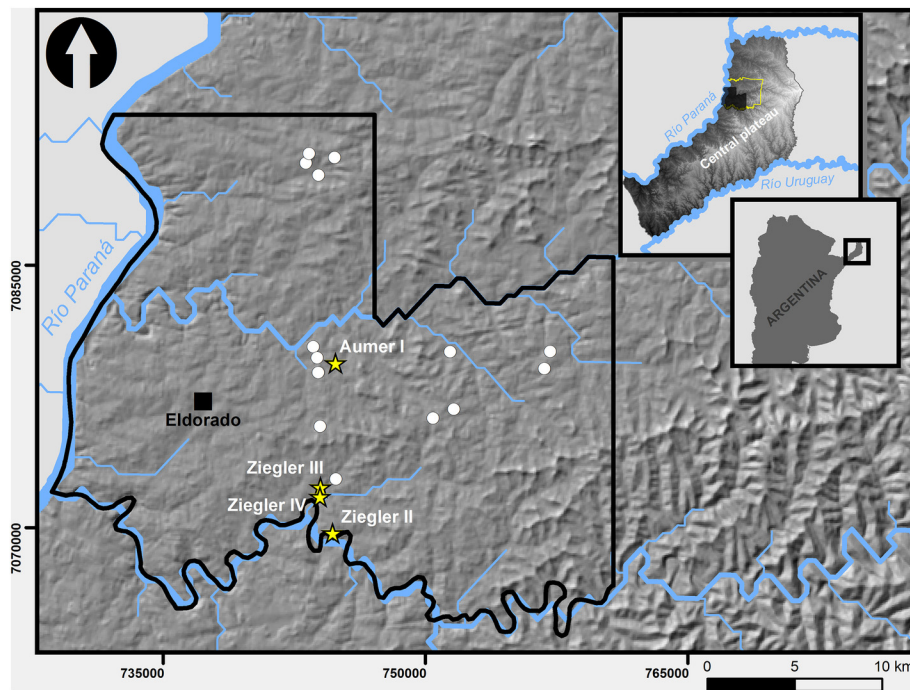 Río Paraná
Central plateau
Río Uruguay
ARGENTINA
Río Paraná
7085000
Aumer I
Eldorado
Ziegler III
Ziegler IV
Ziegler II
7070000
735000
750000
765000
0 5 10 km